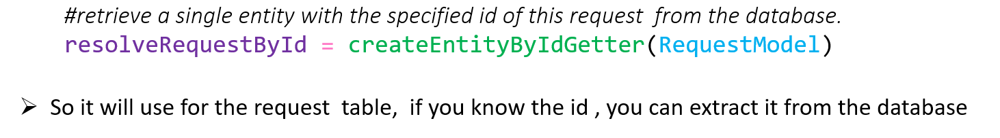 #retrieve a single entity with the specified id of this request  from the database.
resolveRequestById = createEntityByIdGetter(RequestModel)
➢ So it will use for the request  table,  if you know the id , you can extract it from the database